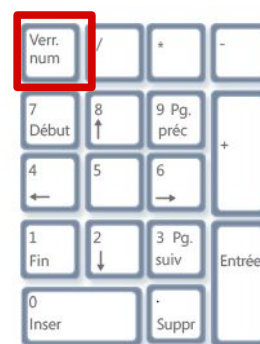 Verr.
num
/
*
-
7
Début
8
↑
9 Pg.
préc
+
4
←
5
6
→
1
Fin
2
↓
3 Pg.
suiv
Entrée
0
Inser
.
Suppr